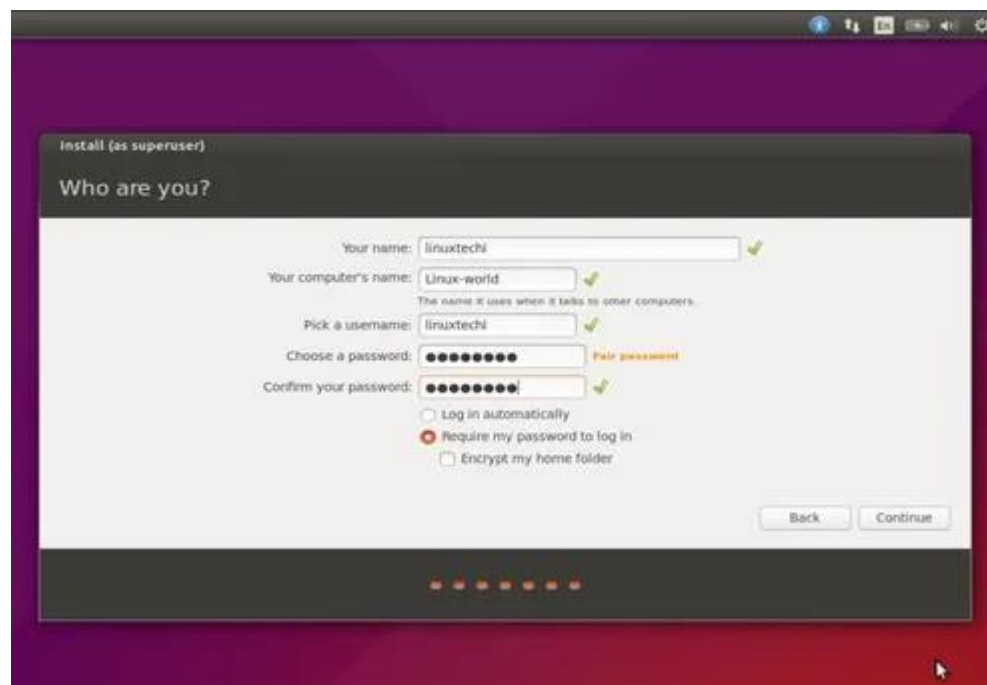 En
Install (as superuser)
Who are you?
Your name: linuxtechi
Your computer's name: Linux-world
The name it uses when it talks to other computers.
Pick a username: linuxtechi
Choose a password: ●●●●●●●● Fair password
Confirm your password: ●●●●●●●●
Log in automatically
Require my password to log in
Encrypt my home folder
Back Continue